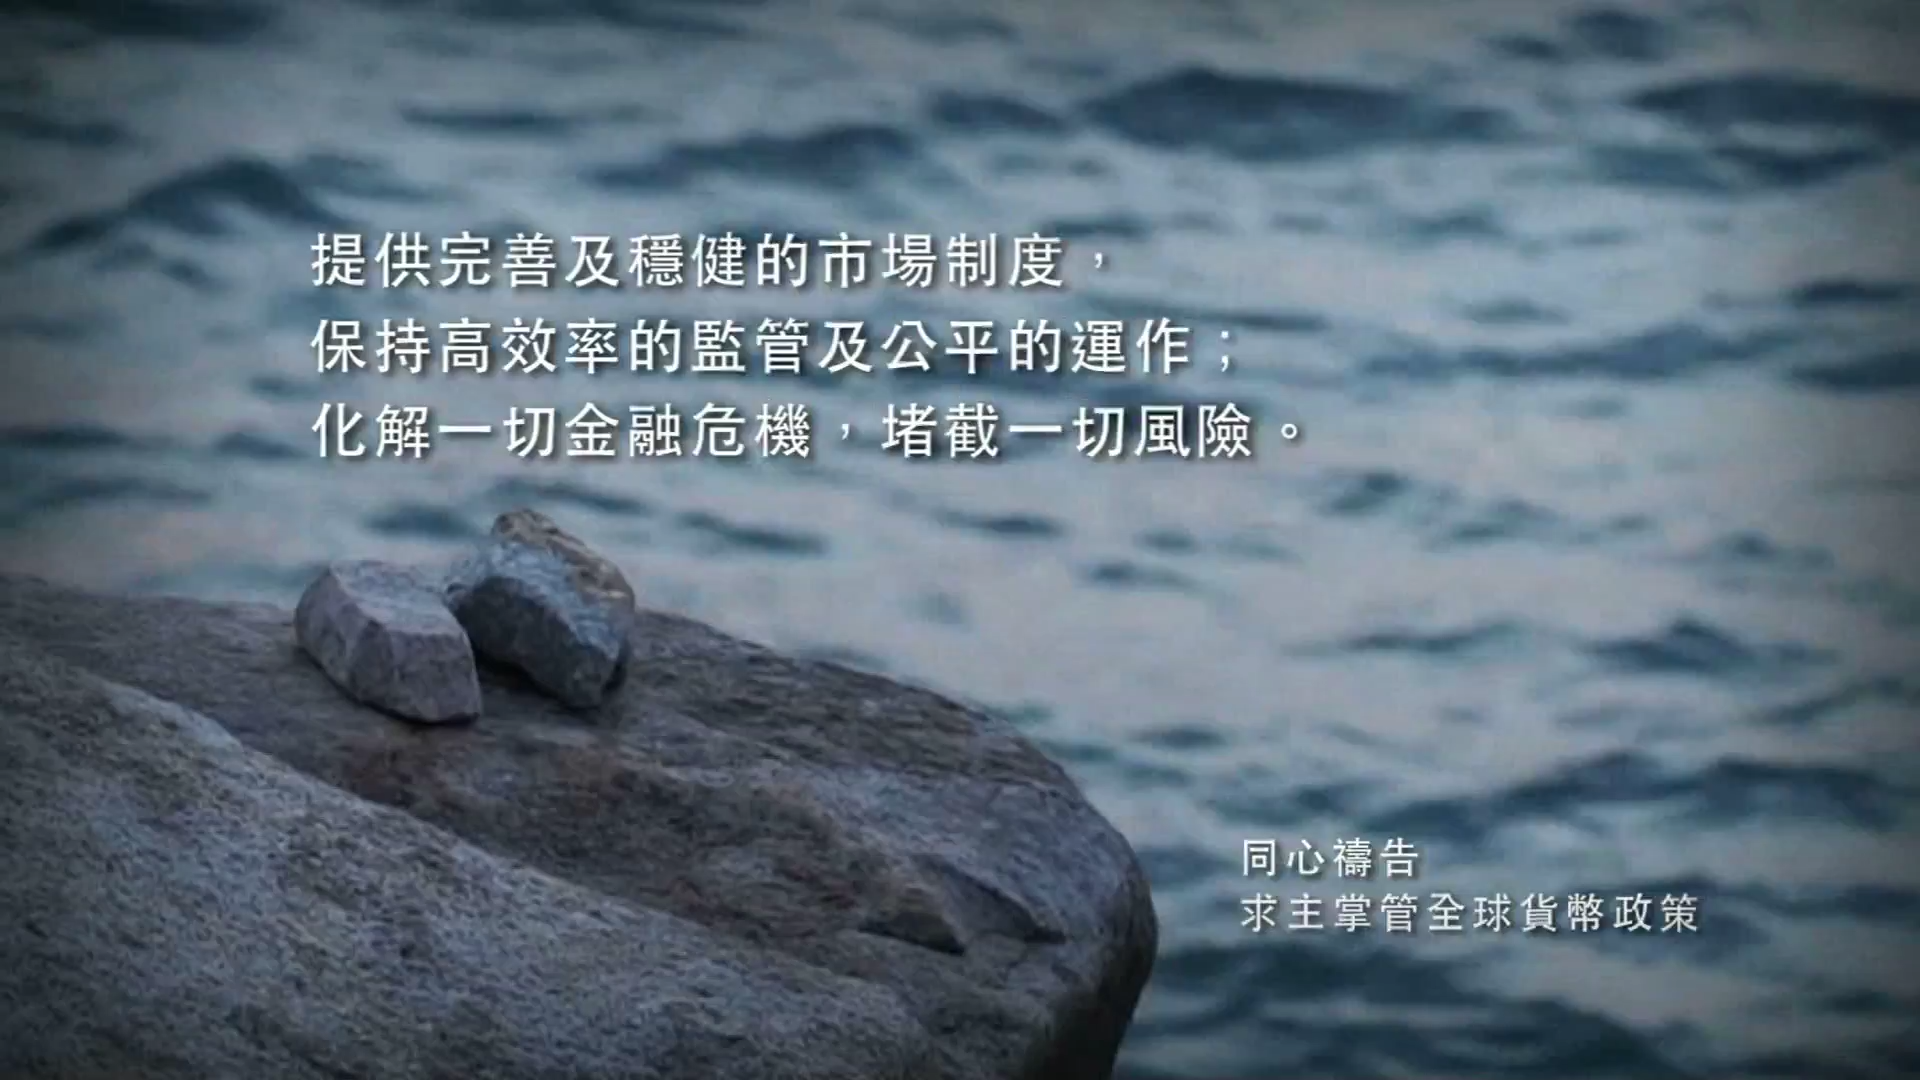 提供完善及穩健的市場制度，
保持高效率的監管及公平的運作；
化解一切金融危機，堵截一切風險。
同心禱告
求主掌管全球貨幣政策